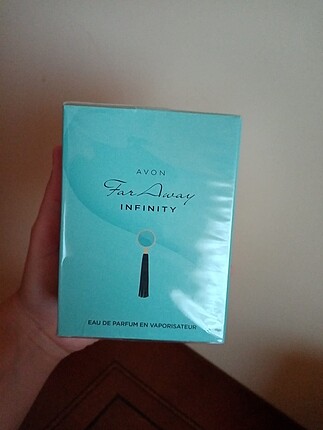 AVON
Far Away
INFINITY
EAU DE PARFUM EN VAPORISATEUR